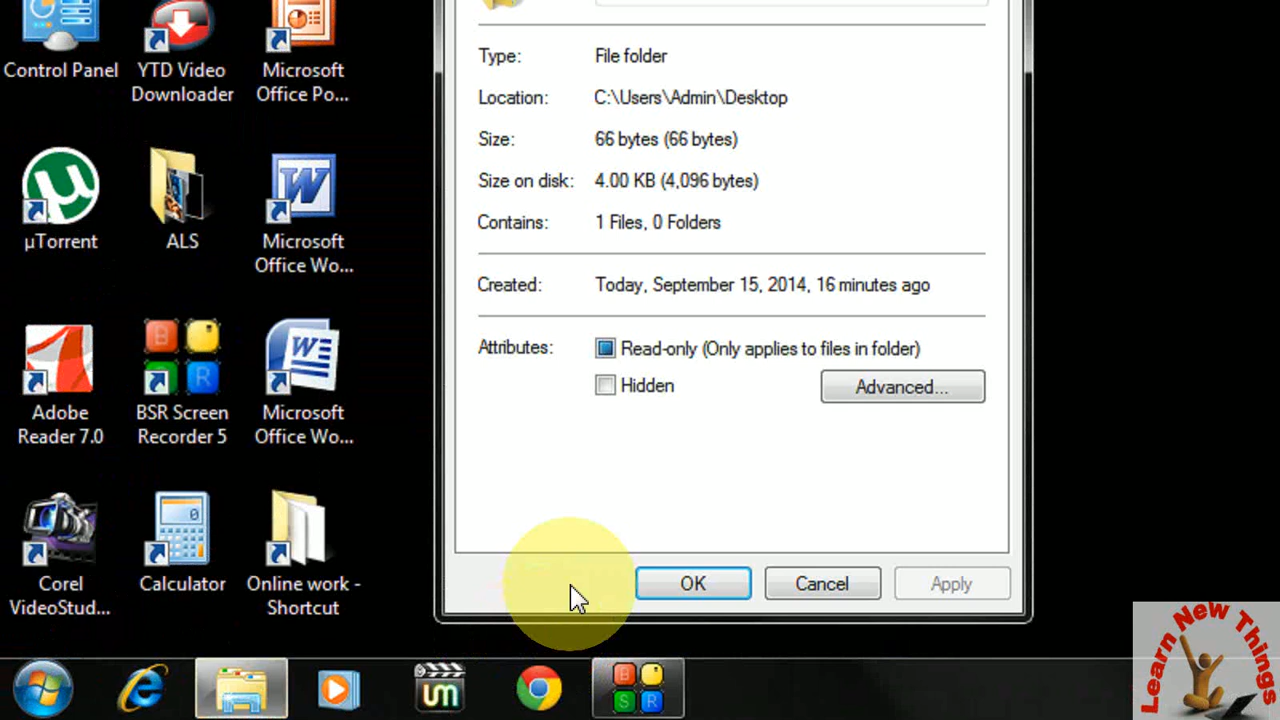 Control Panel
YTD Video
Downloader
Microsoft
Office Po...
µTorrent
ALS
Microsoft
Office Wo...
Adobe
Reader 7.0
BSR Screen
Recorder 5
Microsoft
Office Wo...
Corel
VideoStud...
Calculator
Online work -
Shortcut
Type: File folder
Location: C:\Users\Admin\Desktop
Size: 66 bytes (66 bytes)
Size on disk: 4.00 KB (4,096 bytes)
Contains: 1 Files, 0 Folders
Created: Today, September 15, 2014, 16 minutes ago
Attributes: Read-only (Only applies to files in folder)
Hidden
Advanced...
OK Cancel Apply
Learn New Things